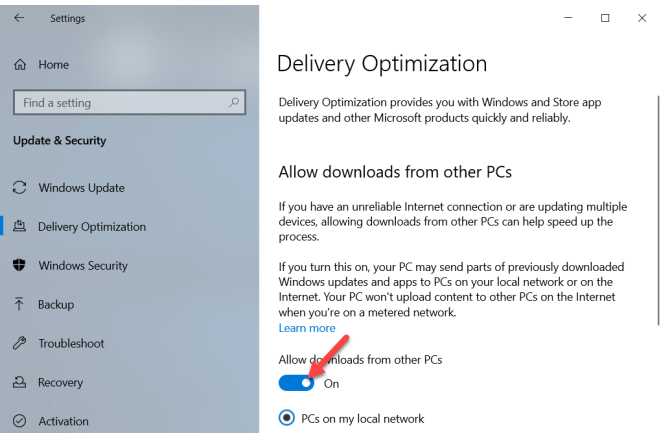 Settings
Home
Find a setting
Update & Security
Windows Update
Delivery Optimization
Windows Security
Backup
Troubleshoot
Recovery
Activation
Delivery Optimization
Delivery Optimization provides you with Windows and Store app
updates and other Microsoft products quickly and reliably.
Allow downloads from other PCs
If you have an unreliable Internet connection or are updating multiple
devices, allowing downloads from other PCs can help speed up the
process.
If you turn this on, your PC may send parts of previously downloaded
Windows updates and apps to PCs on your local network or on the
Internet. Your PC won't upload content to other PCs on the Internet
when you're on a metered network.
Learn more
Allow downloads from other PCs
On
PCs on my local network